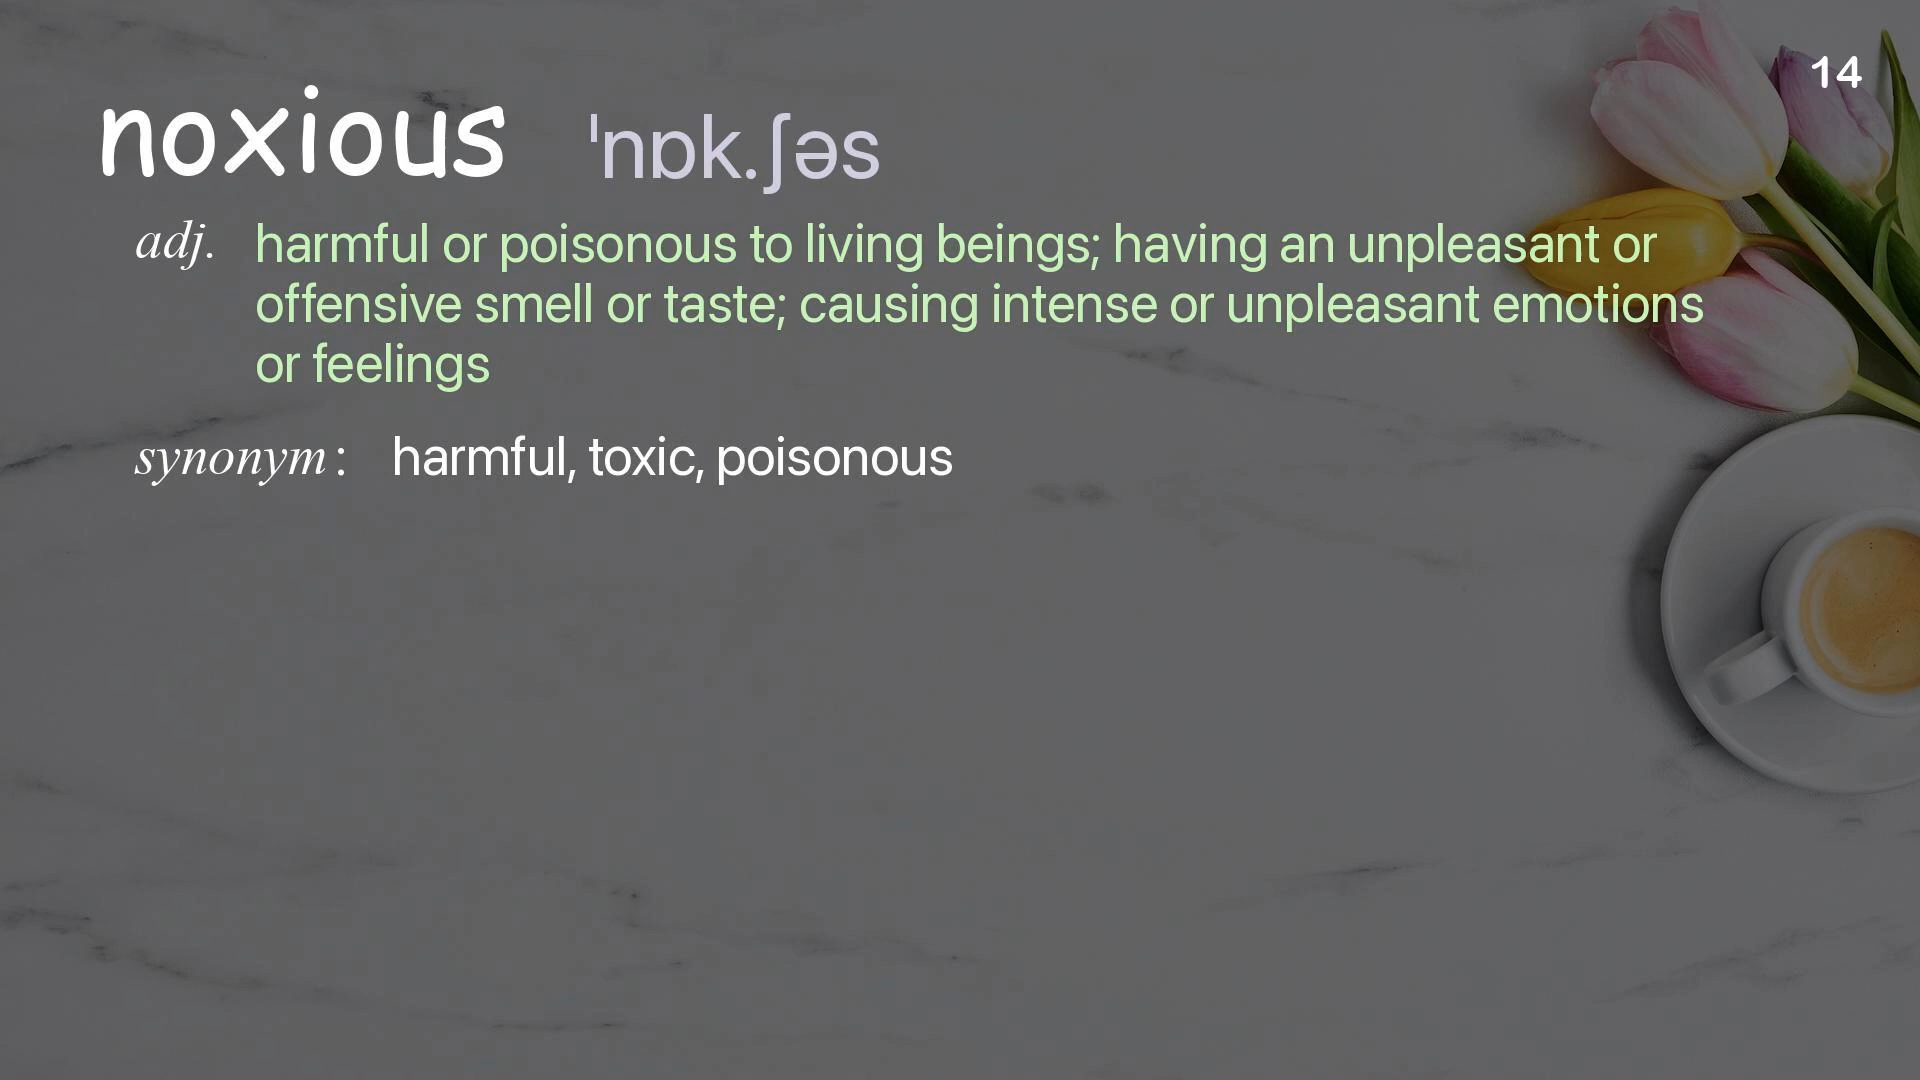 14
noxious ˈnɒk.ʃəs
adj. harmful or poisonous to living beings; having an unpleasant or
offensive smell or taste; causing intense or unpleasant emotions
or feelings
synonym: harmful, toxic, poisonous